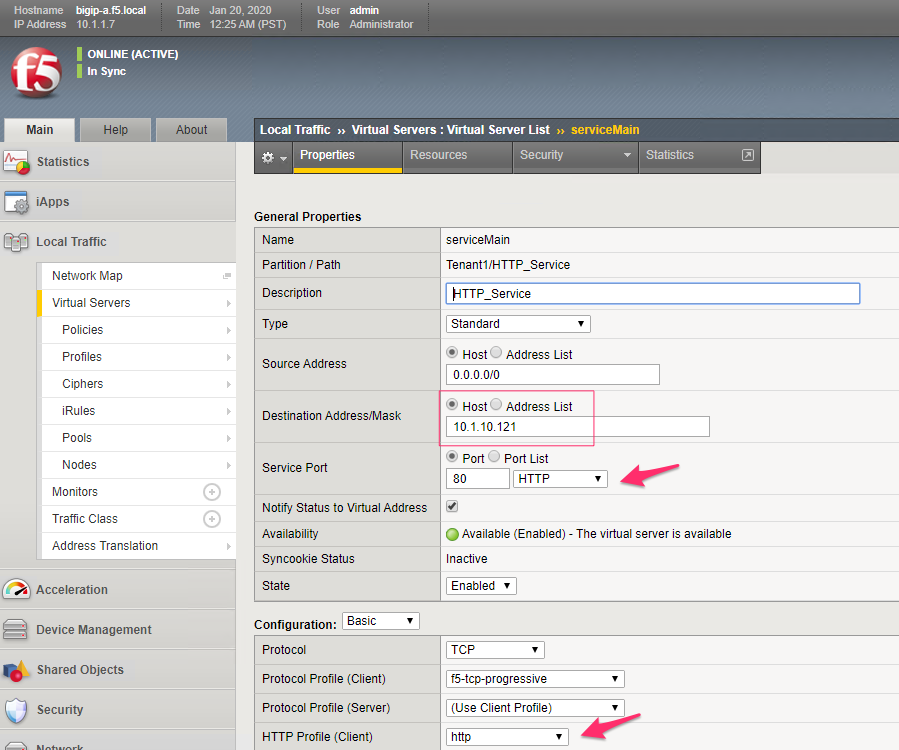 Hostname bigip-a.f5.local Date Jan 20, 2020 User admin
IP Address 10.1.1.7 Time 12:25 AM (PST) Role Administrator
f5
ONLINE (ACTIVE)
In Sync
Main Help About
Statistics
iApps
Local Traffic
Network Map
Virtual Servers
Policies
Profiles
Ciphers
iRules
Pools
Nodes
Monitors
Traffic Class
Address Translation
Acceleration
Device Management
Shared Objects
Security
Network
Local Traffic ›› Virtual Servers : Virtual Server List ›› serviceMain
Properties Resources Security Statistics
General Properties
Name serviceMain
Partition / Path Tenant1/HTTP_Service
Description HTTP_Service
Type Standard
Source Address Host Address List
0.0.0.0/0
Destination Address/Mask Host Address List
10.1.10.121
Service Port Port Port List
80 HTTP
Notify Status to Virtual Address
Availability Available (Enabled) - The virtual server is available
Syncookie Status Inactive
State Enabled
Configuration: Basic
Protocol TCP
Protocol Profile (Client) f5-tcp-progressive
Protocol Profile (Server) (Use Client Profile)
HTTP Profile (Client) http